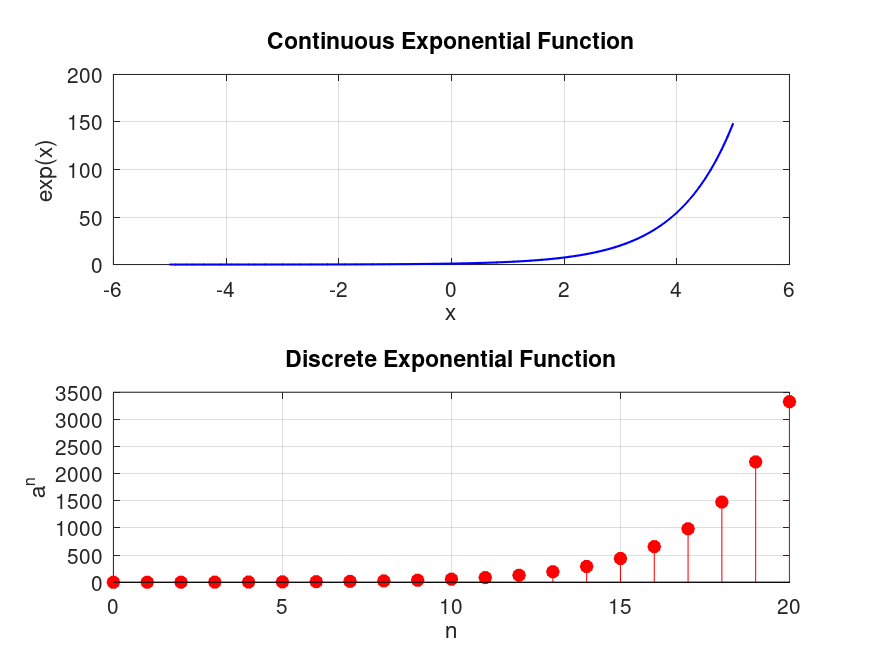 Continuous Exponential Function
200
150
100
50
0
exp(x)
-6 -4 -2 0 2 4 6
x
Discrete Exponential Function
3500
3000
2500
2000
1500
1000
500
0
aⁿ
0 5 10 15 20
n